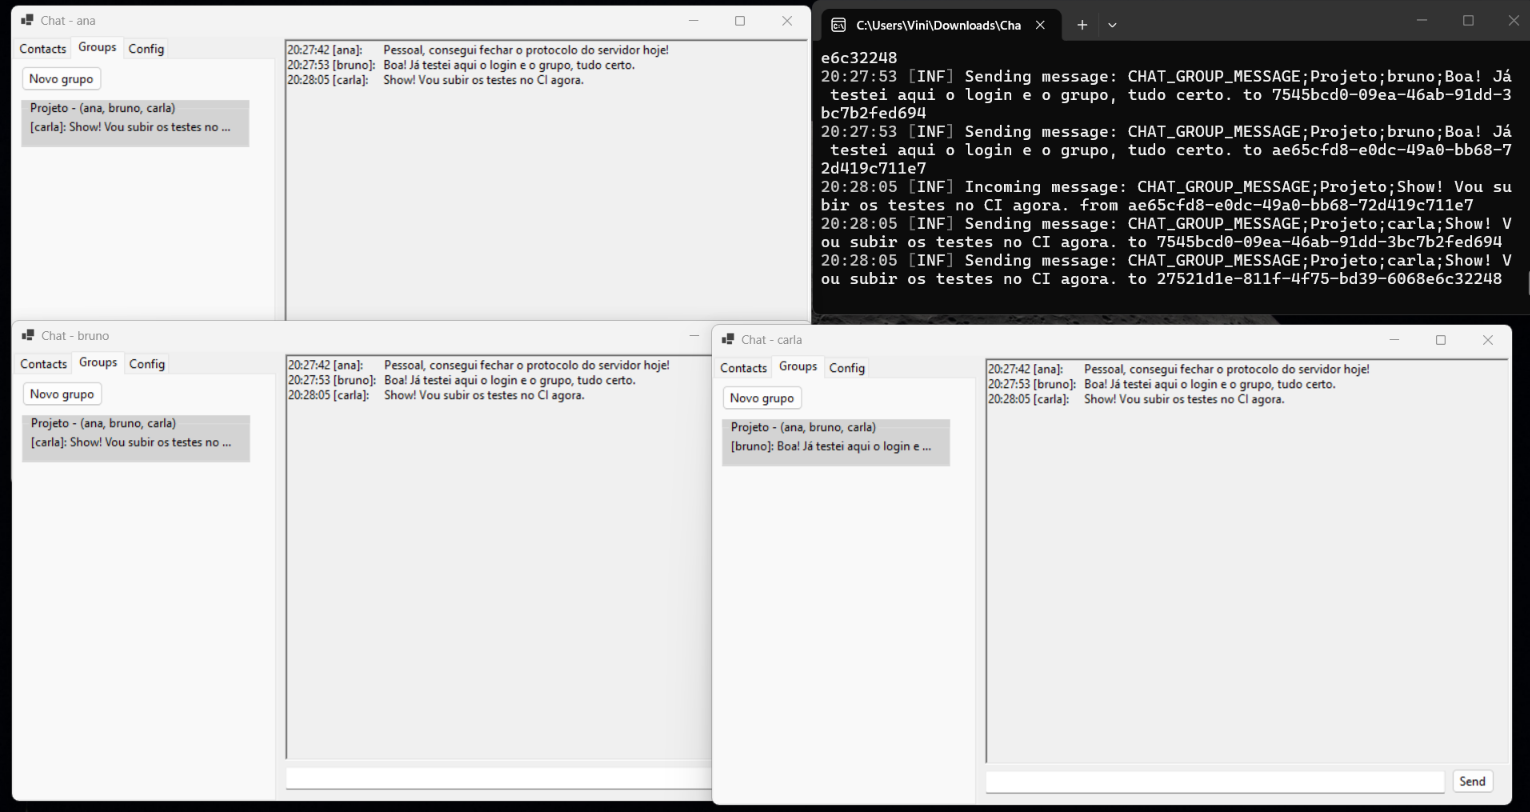 Chat - ana
Contacts Groups Config
Novo grupo
Projeto - (ana, bruno, carla)
[carla]: Show! Vou subir os testes no ...
20:27:42 [ana]: Pessoal, consegui fechar o protocolo do servidor hoje!
20:27:53 [bruno]: Boa! Já testei aqui o login e o grupo, tudo certo.
20:28:05 [carla]: Show! Vou subir os testes no CI agora.
C:\Users\Vini\Downloads\Cha
e6c32248
20:27:53 [INF] Sending message: CHAT_GROUP_MESSAGE;Projeto;bruno;Boa! Já
testei aqui o login e o grupo, tudo certo. to 7545bcd0-09ea-46ab-91dd-3
bc7b2fed694
20:27:53 [INF] Sending message: CHAT_GROUP_MESSAGE;Projeto;bruno;Boa! Já
testei aqui o login e o grupo, tudo certo. to ae65cfd8-e0dc-49a0-bb68-7
2d419c711e7
20:28:05 [INF] Incoming message: CHAT_GROUP_MESSAGE;Projeto;Show! Vou su
bir os testes no CI agora. from ae65cfd8-e0dc-49a0-bb68-72d419c711e7
20:28:05 [INF] Sending message: CHAT_GROUP_MESSAGE;Projeto;carla;Show! V
ou subir os testes no CI agora. to 7545bcd0-09ea-46ab-91dd-3bc7b2fed694
20:28:05 [INF] Sending message: CHAT_GROUP_MESSAGE;Projeto;carla;Show! V
ou subir os testes no CI agora. to 27521d1e-811f-4f75-bd39-6068e6c32248
Chat - bruno
Contacts Groups Config
Novo grupo
Projeto - (ana, bruno, carla)
[carla]: Show! Vou subir os testes no ...
20:27:42 [ana]: Pessoal, consegui fechar o protocolo do servidor hoje!
20:27:53 [bruno]: Boa! Já testei aqui o login e o grupo, tudo certo.
20:28:05 [carla]: Show! Vou subir os testes no CI agora.
Chat - carla
Contacts Groups Config
Novo grupo
Projeto - (ana, bruno, carla)
[bruno]: Boa! Já testei aqui o login e ...
20:27:42 [ana]: Pessoal, consegui fechar o protocolo do servidor hoje!
20:27:53 [bruno]: Boa! Já testei aqui o login e o grupo, tudo certo.
20:28:05 [carla]: Show! Vou subir os testes no CI agora.
Send